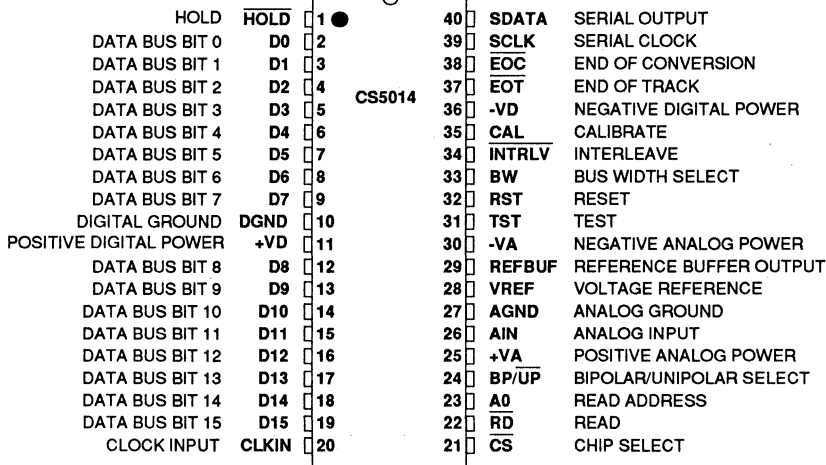 HOLD HOLD 1 40 SDATA SERIAL OUTPUT
DATA BUS BIT 0 D0 2 39 SCLK SERIAL CLOCK
DATA BUS BIT 1 D1 3 38 EOC END OF CONVERSION
DATA BUS BIT 2 D2 4 37 EOT END OF TRACK
CS5014
DATA BUS BIT 3 D3 5 36 -VD NEGATIVE DIGITAL POWER
DATA BUS BIT 4 D4 6 35 CAL CALIBRATE
DATA BUS BIT 5 D5 7 34 INTRLV INTERLEAVE
DATA BUS BIT 6 D6 8 33 BW BUS WIDTH SELECT
DATA BUS BIT 7 D7 9 32 RST RESET
DIGITAL GROUND DGND 10 31 TST TEST
POSITIVE DIGITAL POWER +VD 11 30 -VA NEGATIVE ANALOG POWER
DATA BUS BIT 8 D8 12 29 REFBUF REFERENCE BUFFER OUTPUT
DATA BUS BIT 9 D9 13 28 VREF VOLTAGE REFERENCE
DATA BUS BIT 10 D10 14 27 AGND ANALOG GROUND
DATA BUS BIT 11 D11 15 26 AIN ANALOG INPUT
DATA BUS BIT 12 D12 16 25 +VA POSITIVE ANALOG POWER
DATA BUS BIT 13 D13 17 24 BP/UP BIPOLAR/UNIPOLAR SELECT
DATA BUS BIT 14 D14 18 23 A0 READ ADDRESS
DATA BUS BIT 15 D15 19 22 RD READ
CLOCK INPUT CLKIN 20 21 CS CHIP SELECT